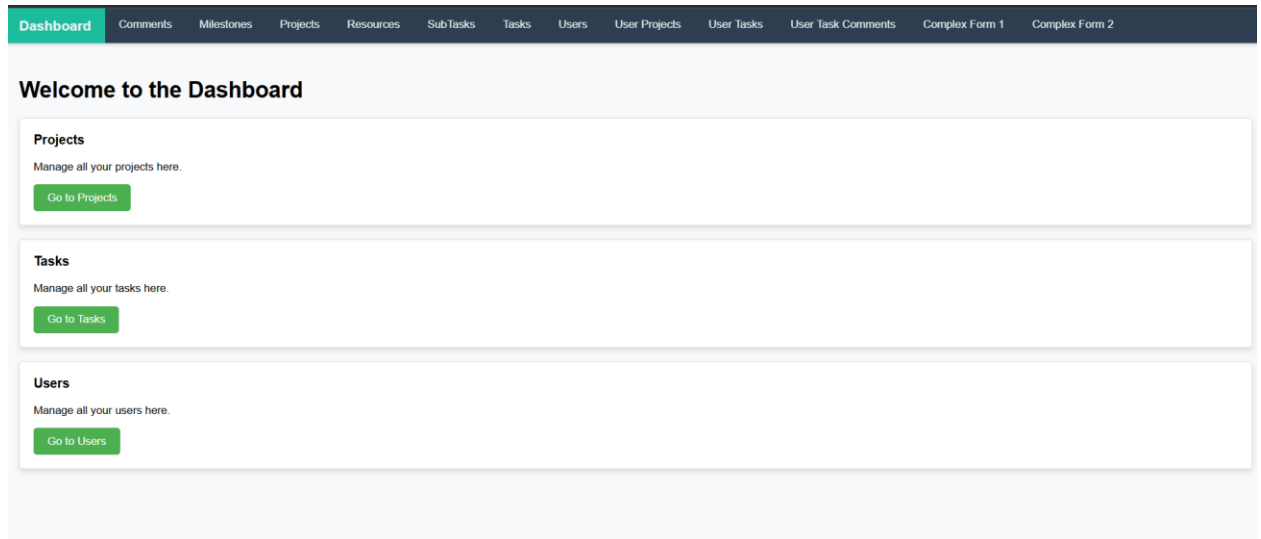 Dashboard Comments Milestones Projects Resources SubTasks Tasks Users User Projects User Tasks User Task Comments Complex Form 1 Complex Form 2
Welcome to the Dashboard
Projects
Manage all your projects here.
Go to Projects
Tasks
Manage all your tasks here.
Go to Tasks
Users
Manage all your users here.
Go to Users